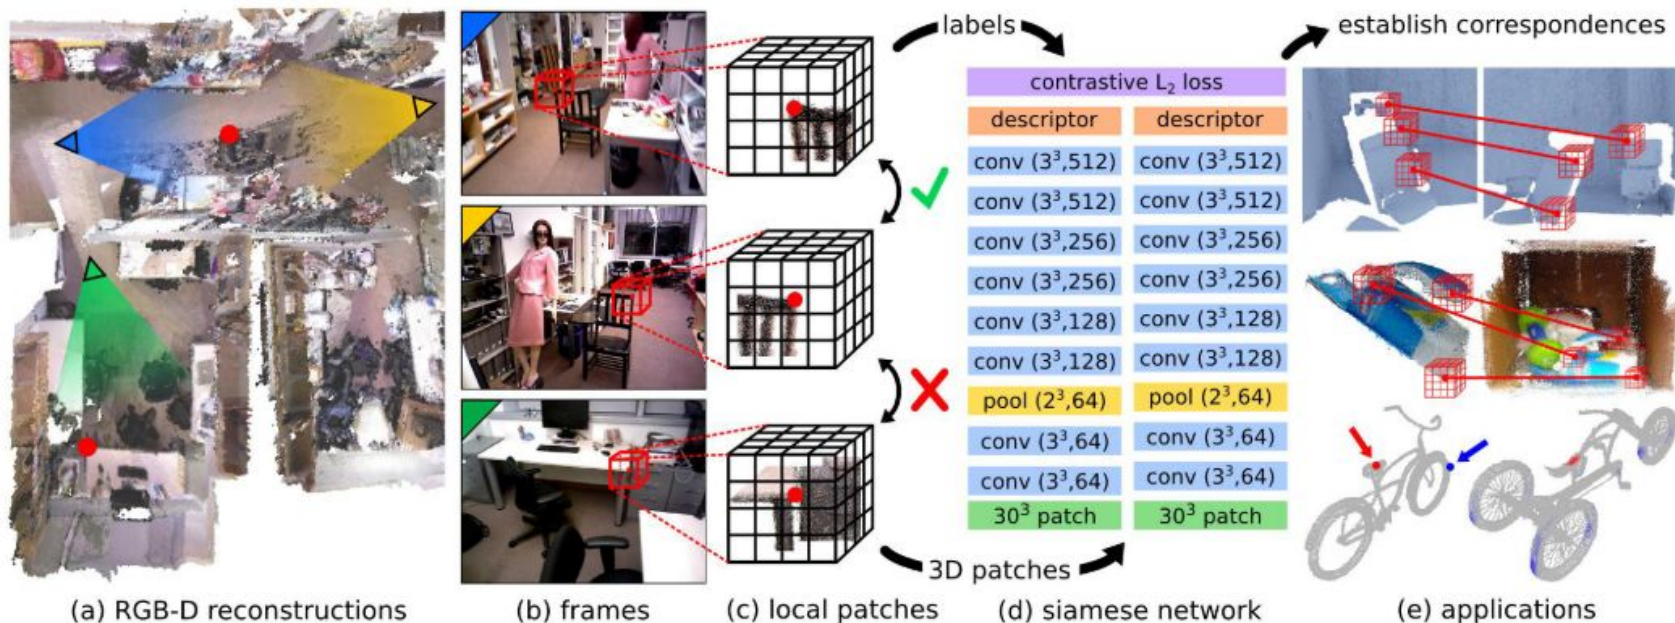 labels
establish correspondences
contrastive L₂ loss
descriptor descriptor
conv (3³,512) conv (3³,512)
conv (3³,512) conv (3³,512)
conv (3³,256) conv (3³,256)
conv (3³,256) conv (3³,256)
conv (3³,128) conv (3³,128)
conv (3³,128) conv (3³,128)
pool (2³,64) pool (2³,64)
conv (3³,64) conv (3³,64)
conv (3³,64) conv (3³,64)
30³ patch 30³ patch
3D patches
(a) RGB-D reconstructions (b) frames (c) local patches (d) siamese network (e) applications